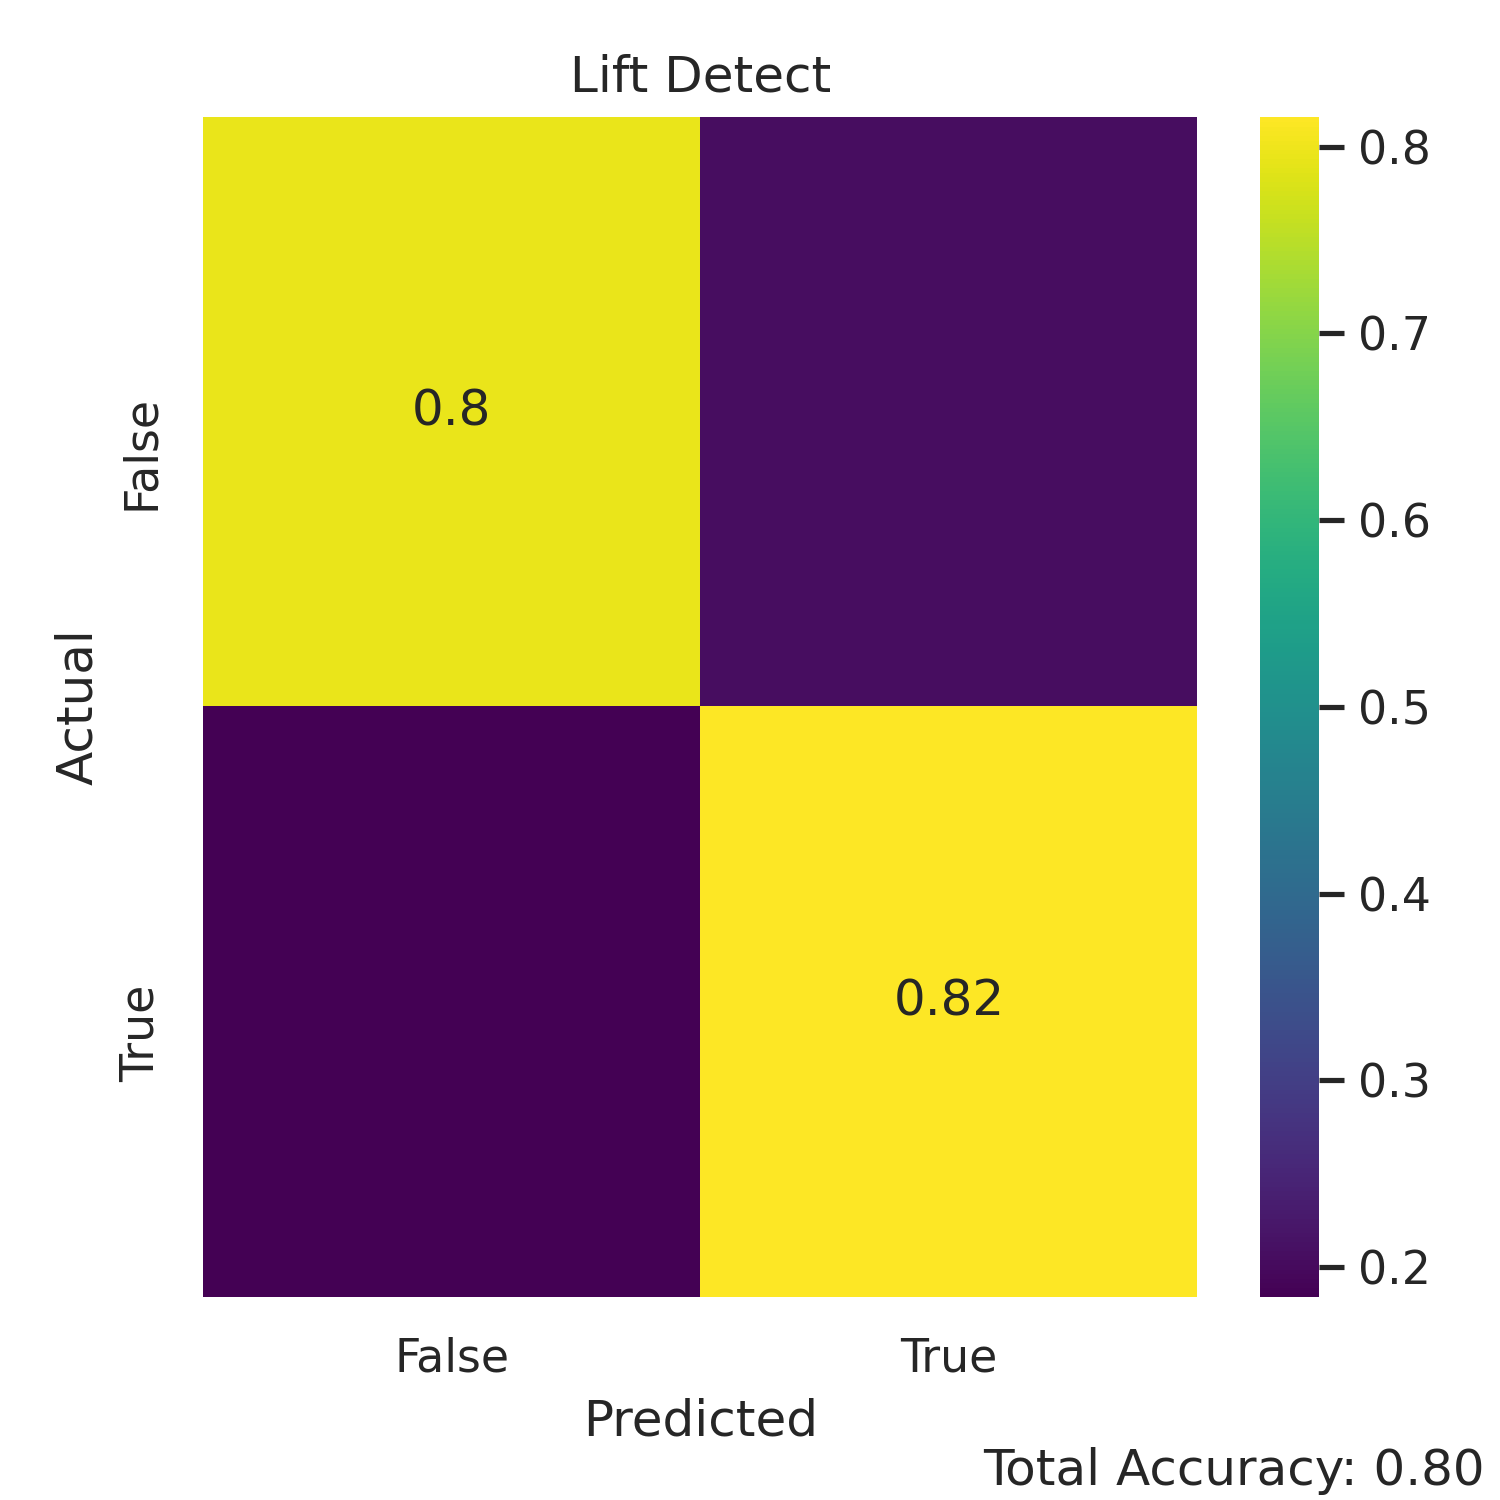 Lift Detect
Actual
False
True
0.8
0.82
False
True
Predicted
0.8
0.7
0.6
0.5
0.4
0.3
0.2
Total Accuracy: 0.80